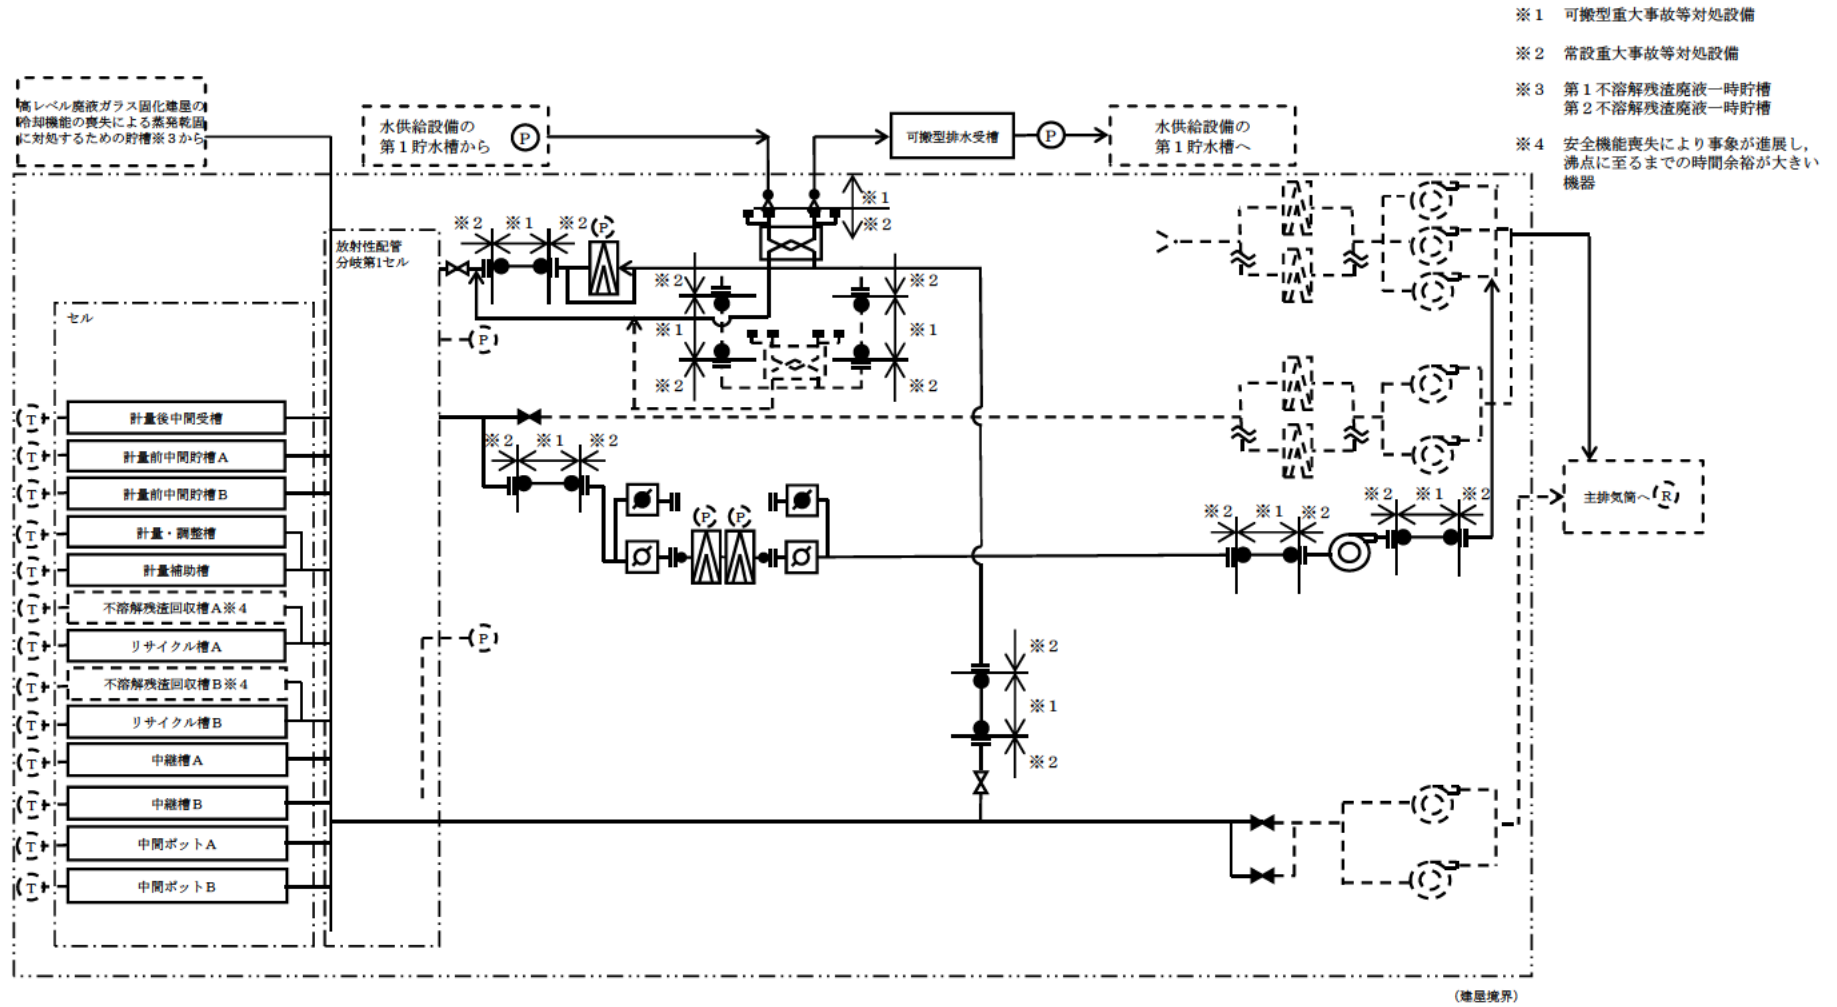 ※1 可搬型重大事故等対処設備
※2 常設重大事故等対処設備
※3 第1不溶解残渣廃液一時貯槽
第2不溶解残渣廃液一時貯槽
※4 安全機能喪失により事象が進展し，
沸点に至るまでの時間余裕が大きい
機器
高レベル廃液ガラス固化建屋の
冷却機能の喪失による蒸発乾固
に対処するための貯槽※3から
水供給設備の
第1貯水槽から
P
可搬型排水受槽
P
水供給設備の
第1貯水槽へ
※1
※2
※2
※1
※2
P
放射性配管
分岐第1セル
※2
※2
※1
※1
※2
※2
P
セル
T
計量後中間受槽
T
計量前中間貯槽A
T
計量前中間貯槽B
T
計量・調整槽
T
計量補助槽
T
不溶解残渣回収槽A※4
T
リサイクル槽A
T
不溶解残渣回収槽B※4
T
リサイクル槽B
T
中継槽A
T
中継槽B
T
中間ポットA
T
中間ポットB
※2
※1
※2
P
P
※2
※1
※2
※2
※1
※2
主排気筒へ
R
P
※2
※1
※2
(建屋境界)